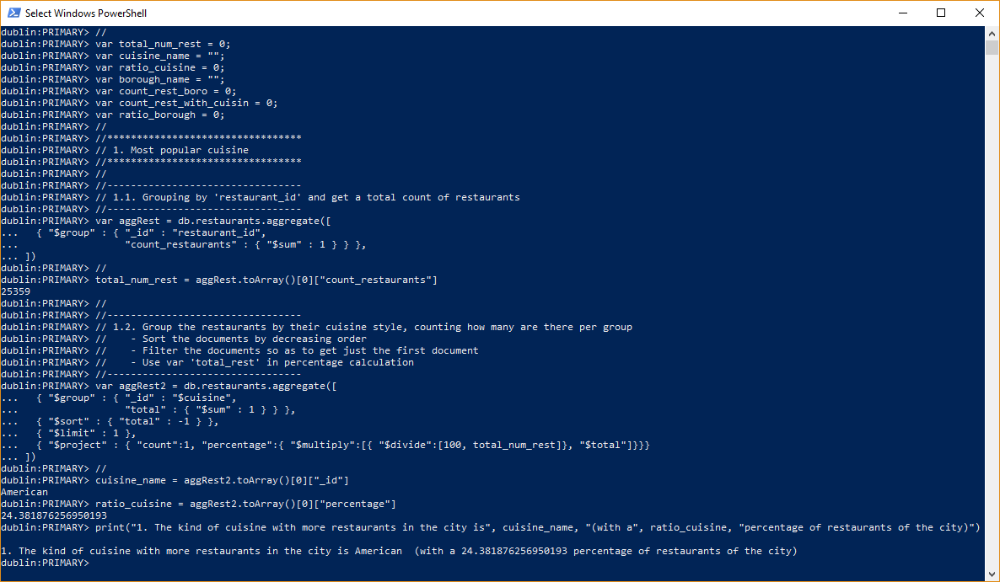 Select Windows PowerShell
dublin:PRIMARY> //
dublin:PRIMARY> var total_num_rest = 0;
dublin:PRIMARY> var cuisine_name = "";
dublin:PRIMARY> var ratio_cuisine = 0;
dublin:PRIMARY> var borough_name = "";
dublin:PRIMARY> var count_rest_boro = 0;
dublin:PRIMARY> var count_rest_with_cuisin = 0;
dublin:PRIMARY> var ratio_borough = 0;
dublin:PRIMARY> //
dublin:PRIMARY> //*********************************
dublin:PRIMARY> // 1. Most popular cuisine
dublin:PRIMARY> //*********************************
dublin:PRIMARY> //
dublin:PRIMARY> //---------------------------------
dublin:PRIMARY> // 1.1. Grouping by 'restaurant_id' and get a total count of restaurants
dublin:PRIMARY> //---------------------------------
dublin:PRIMARY> var aggRest = db.restaurants.aggregate([
...   { "$group" : { "_id" : "restaurant_id",
...                  "count_restaurants" : { "$sum" : 1 } } },
... ])
dublin:PRIMARY> //
dublin:PRIMARY> total_num_rest = aggRest.toArray()[0]["count_restaurants"]
25359
dublin:PRIMARY> //
dublin:PRIMARY> //---------------------------------
dublin:PRIMARY> // 1.2. Group the restaurants by their cuisine style, counting how many are there per group
dublin:PRIMARY> //    - Sort the documents by decreasing order
dublin:PRIMARY> //    - Filter the documents so as to get just the first document
dublin:PRIMARY> //    - Use var 'total_rest' in percentage calculation
dublin:PRIMARY> //---------------------------------
dublin:PRIMARY> var aggRest2 = db.restaurants.aggregate([
...   { "$group" : { "_id" : "$cuisine",
...                  "total" : { "$sum" : 1 } } },
...   { "$sort" : { "total" : -1 } },
...   { "$limit" : 1 },
...   { "$project" : { "count":1, "percentage":{ "$multiply":[{ "$divide":[100, total_num_rest]}, "$total"]}}}
... ])
dublin:PRIMARY> //
dublin:PRIMARY> cuisine_name = aggRest2.toArray()[0]["_id"]
American
dublin:PRIMARY> ratio_cuisine = aggRest2.toArray()[0]["percentage"]
24.381876256950193
dublin:PRIMARY> print("1. The kind of cuisine with more restaurants in the city is", cuisine_name, "(with a", ratio_cuisine, "percentage of restaurants of the city)")
1. The kind of cuisine with more restaurants in the city is American  (with a 24.381876256950193 percentage of restaurants of the city)
dublin:PRIMARY>